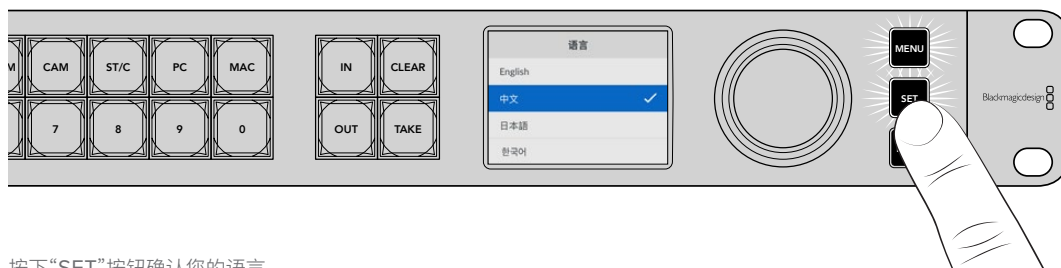 CAM ST/C PC MAC
7 8 9 0
IN CLEAR
OUT TAKE
语言
English
中文
日本語
한국어
MENU
SET
Blackmagicdesign
按下“SET”按钮确认您的语言